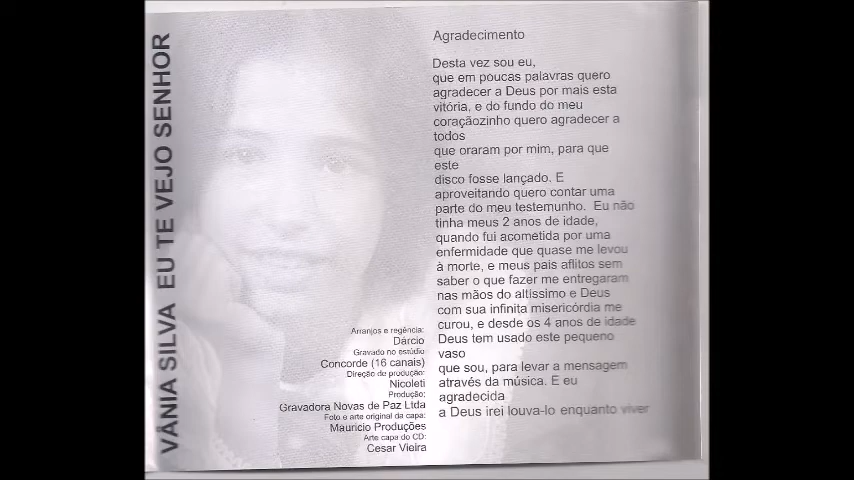 VÂNIA SILVA EU TE VEJO SENHOR
Agradecimento
Desta vez sou eu,
que em poucas palavras quero
agradecer a Deus por mais esta
vitória, e do fundo do meu
coraçãozinho quero agradecer a
todos
que oraram por mim, para que
este
disco fosse lançado. E
aproveitando quero contar uma
parte do meu testemunho. Eu não
tinha meus 2 anos de idade,
quando fui acometida por uma
enfermidade que quase me levou
à morte, e meus pais aflitos sem
saber o que fazer me entregaram
nas mãos do altíssimo e Deus
com sua infinita misericórdia me
curou, e desde os 4 anos de idade
Deus tem usado este pequeno
vaso
que sou, para levar a mensagem
através da música. E eu
agradecida
a Deus irei louva-lo enquanto viver
Arranjos e regência:
Dárcio
Gravado no estúdio
Concorde (16 canais)
Direção de produção:
Nicoleti
Produção:
Gravadora Novas de Paz Ltda
Foto e arte original da capa:
Mauricio Produções
Arte capa do CD:
Cesar Vieira